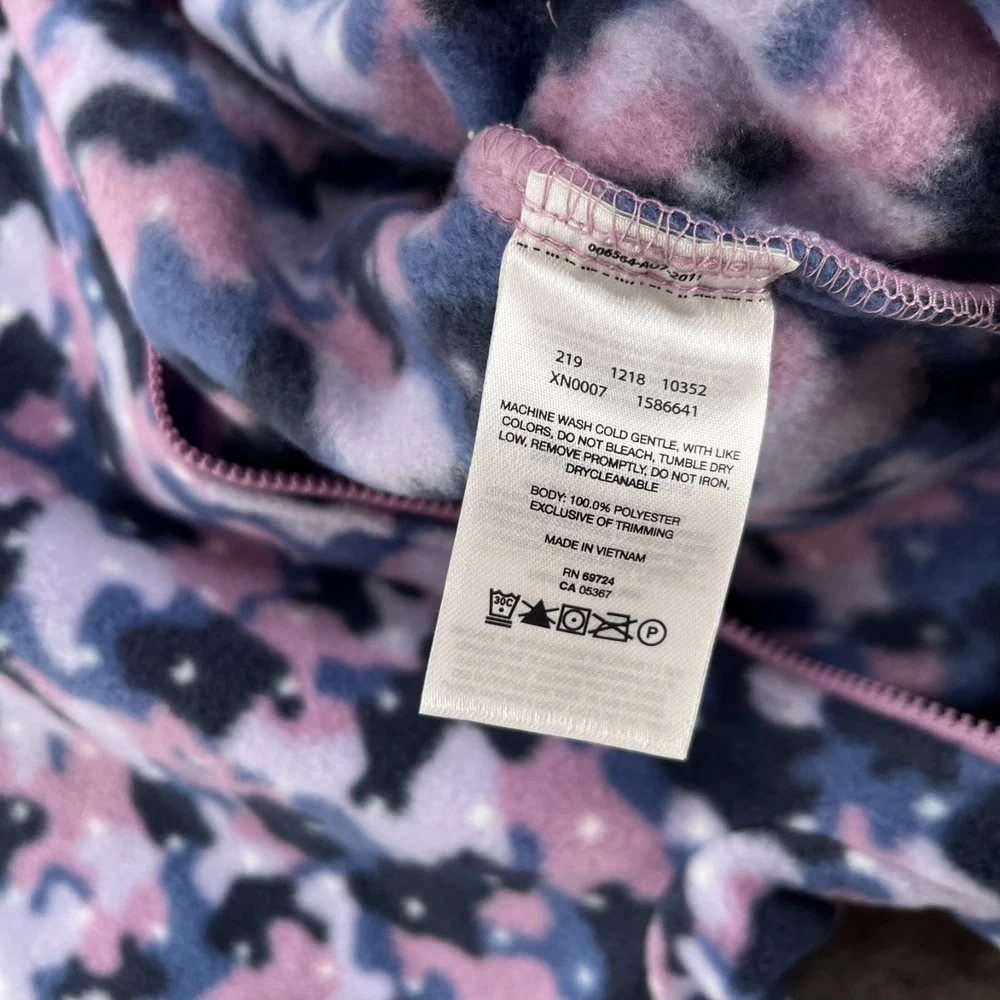 219 1218 10352
XN0007 1586641
MACHINE WASH COLD GENTLE, WITH LIKE
COLORS, DO NOT BLEACH, TUMBLE DRY
LOW, REMOVE PROMPTLY, DO NOT IRON,
DRYCLEANABLE
BODY: 100.0% POLYESTER
EXCLUSIVE OF TRIMMING
MADE IN VIETNAM
RN 69724
CA 05367
30C P